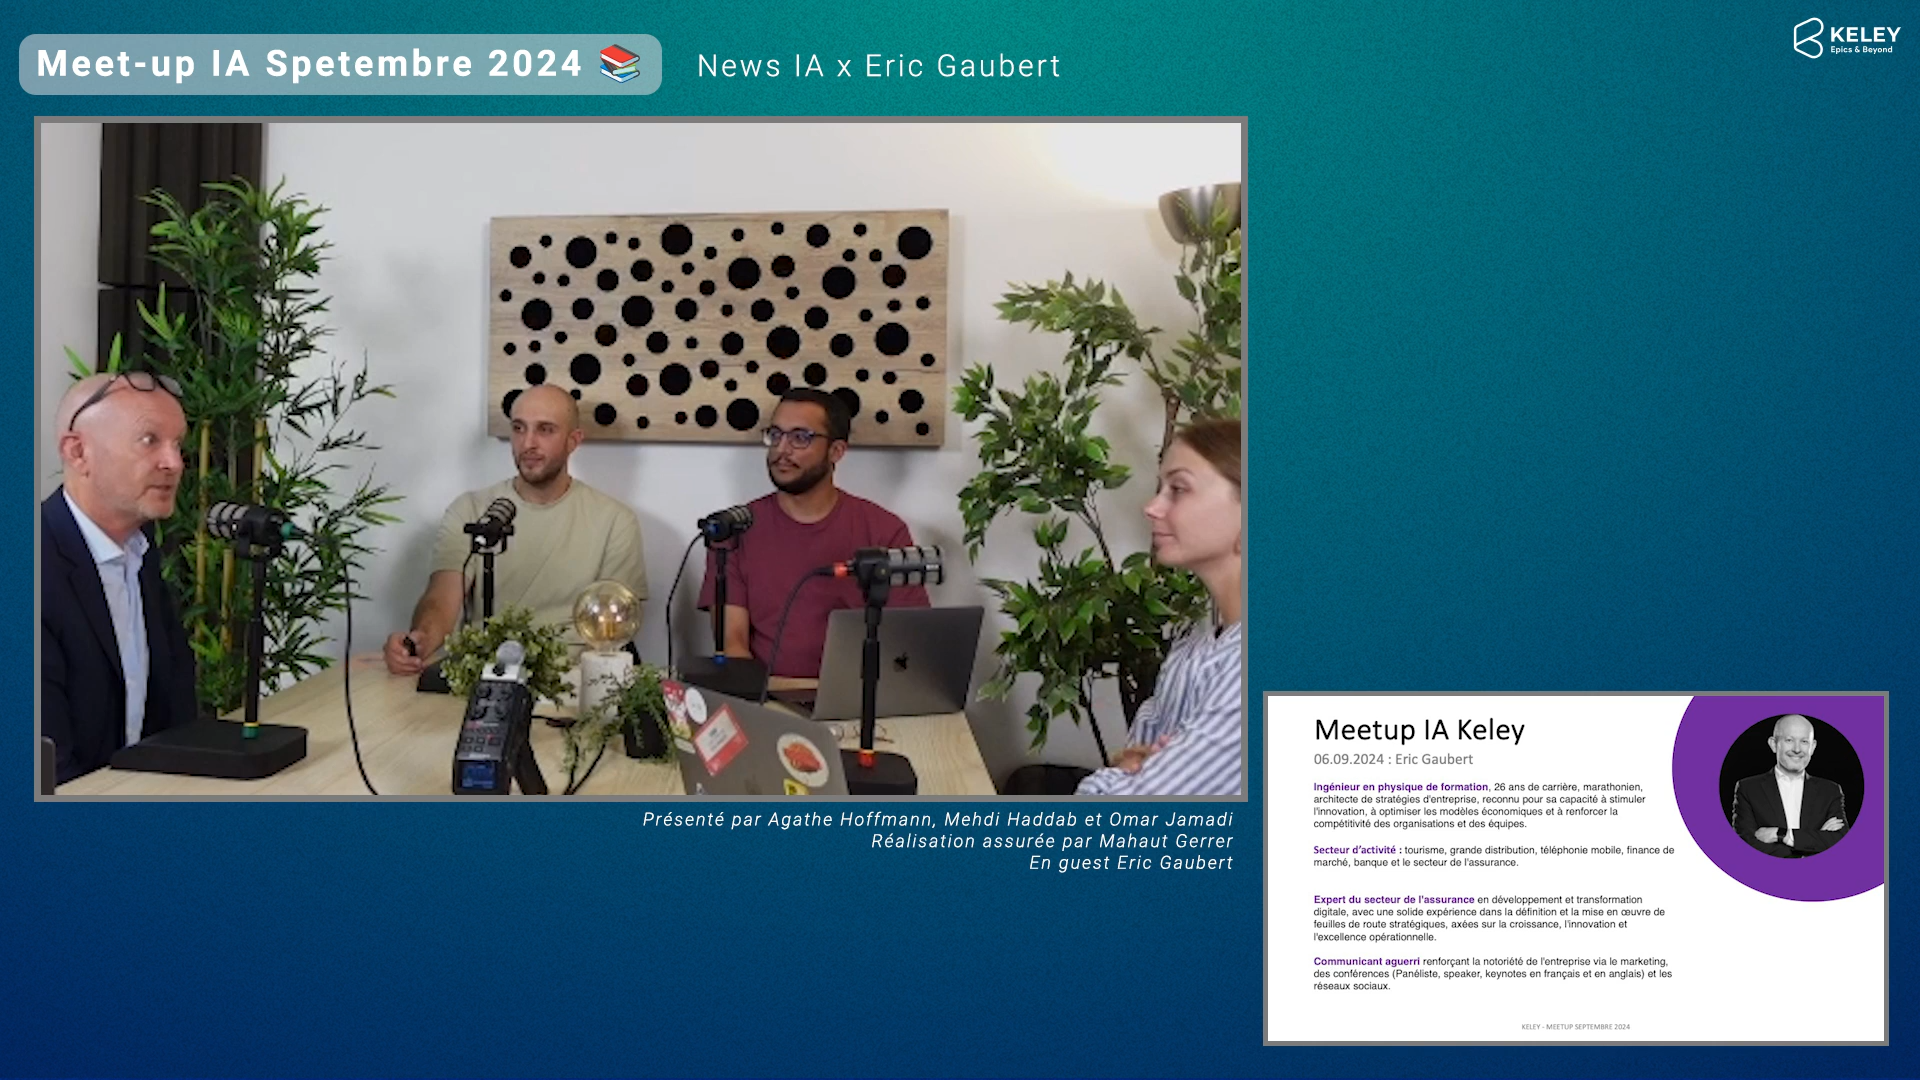 Meet-up IA Spetembre 2024 📚
News IA x Eric Gaubert
KELEY
Epics & Beyond
Présenté par Agathe Hoffmann, Mehdi Haddab et Omar Jamadi
Réalisation assurée par Mahaut Gerrer
En guest Eric Gaubert
Meetup IA Keley
06.09.2024 : Eric Gaubert
Ingénieur en physique de formation, 26 ans de carrière, marathonien,
architecte de stratégies d'entreprise, reconnu pour sa capacité à stimuler
l'innovation, à optimiser les modèles économiques et à renforcer la
compétitivité des organisations et des équipes.
Secteur d'activité : tourisme, grande distribution, téléphonie mobile, finance de
marché, banque et le secteur de l'assurance.
Expert du secteur de l'assurance en développement et transformation
digitale, avec une solide expérience dans la définition et la mise en œuvre de
feuilles de route stratégiques, axées sur la croissance, l'innovation et
l'excellence opérationnelle.
Communicant aguerri renforçant la notoriété de l'entreprise via le marketing,
des conférences (Panéliste, speaker, keynotes en français et en anglais) et les
réseaux sociaux.
KELEY - MEETUP SEPTEMBRE 2024